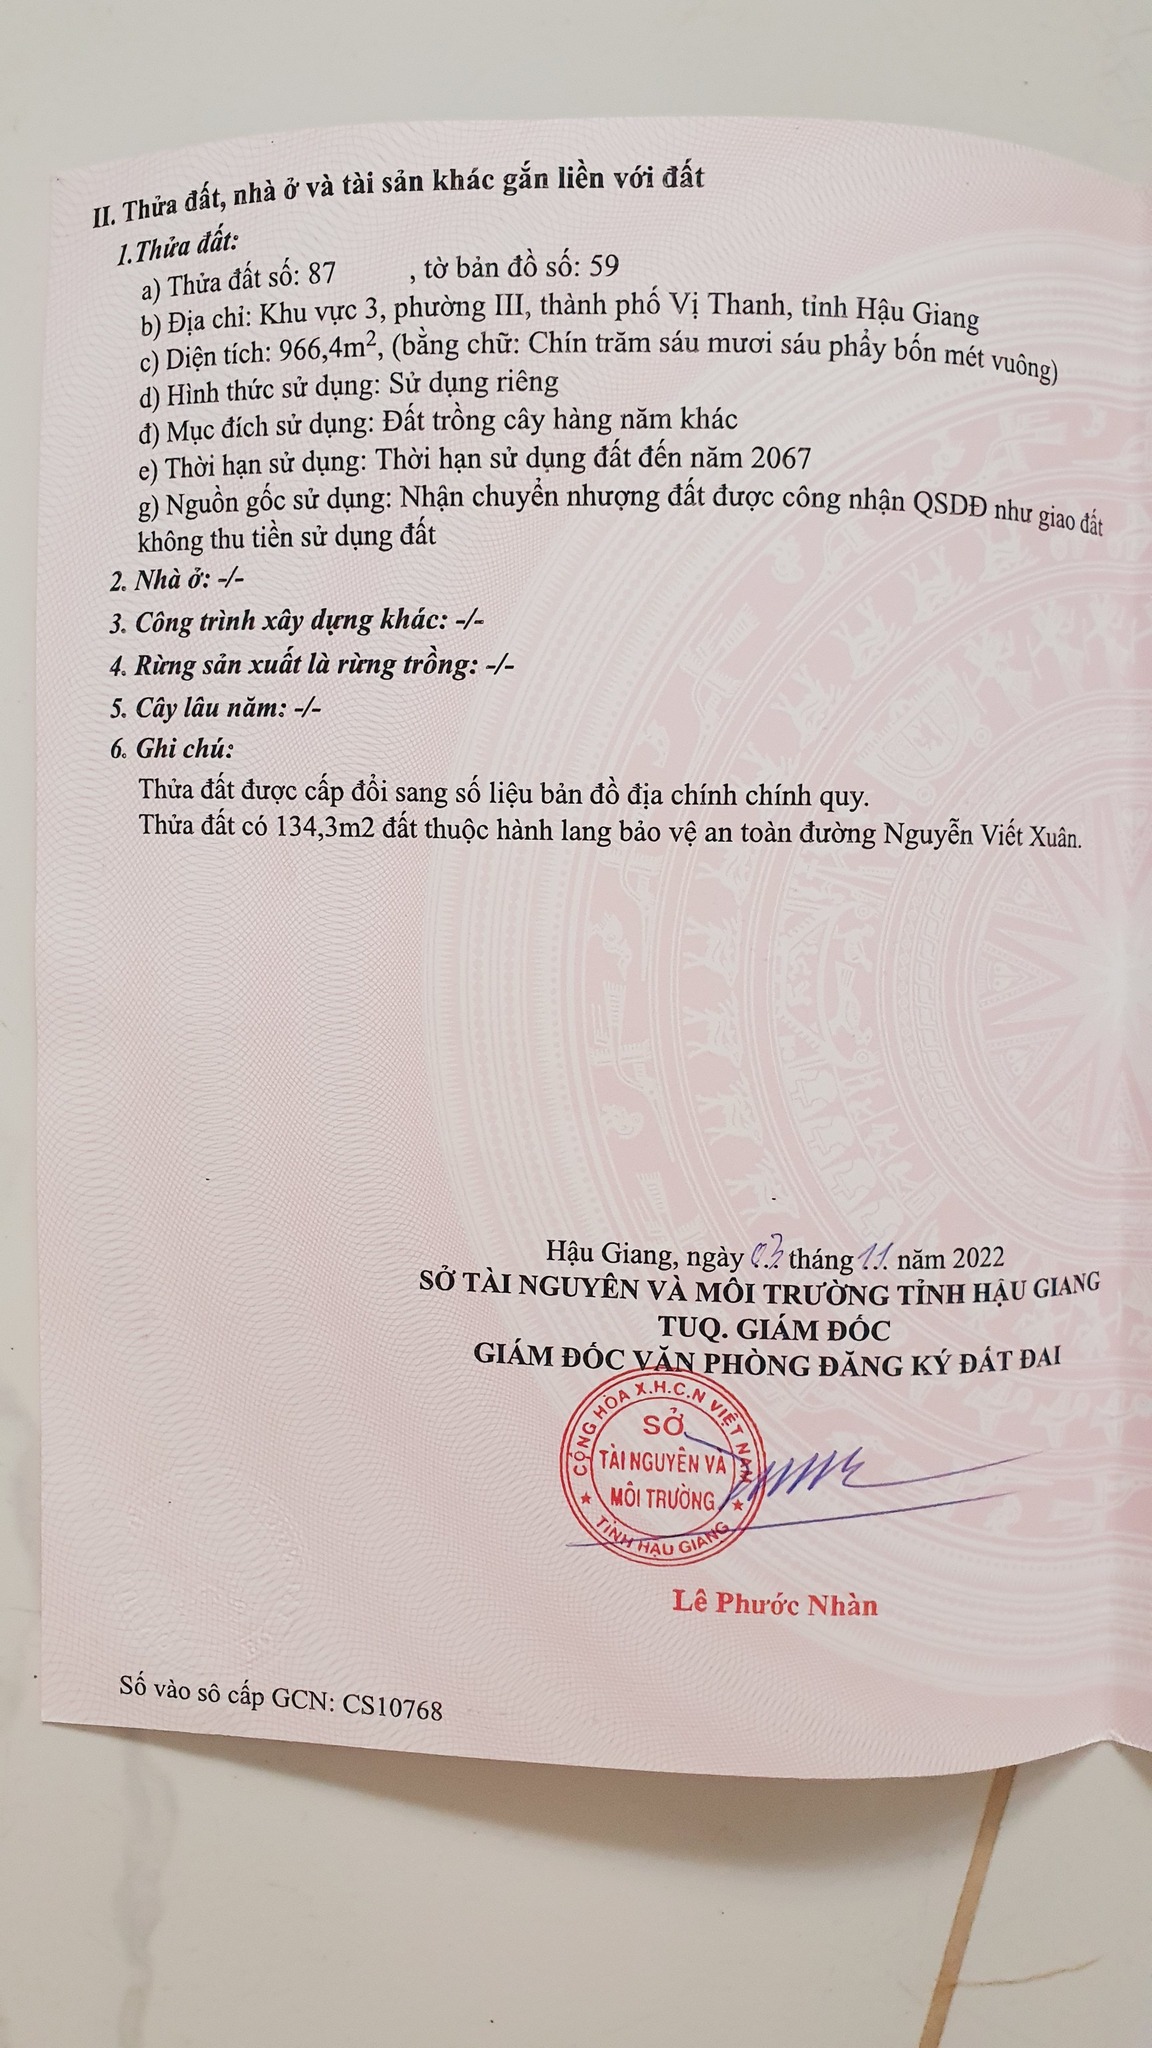 II. Thửa đất, nhà ở và tài sản khác gắn liền với đất
1.Thửa đất:
a) Thửa đất số: 87 , tờ bản đồ số: 59
b) Địa chỉ: Khu vực 3, phường III, thành phố Vị Thanh, tỉnh Hậu Giang
c) Diện tích: 966,4m², (bằng chữ: Chín trăm sáu mươi sáu phẩy bốn mét vuông)
d) Hình thức sử dụng: Sử dụng riêng
đ) Mục đích sử dụng: Đất trồng cây hàng năm khác
e) Thời hạn sử dụng: Thời hạn sử dụng đất đến năm 2067
g) Nguồn gốc sử dụng: Nhận chuyển nhượng đất được công nhận QSDĐ như giao đất
không thu tiền sử dụng đất
2. Nhà ở: -/-
3. Công trình xây dựng khác: -/-
4. Rừng sản xuất là rừng trồng: -/-
5. Cây lâu năm: -/-
6. Ghi chú:
Thửa đất được cấp đổi sang số liệu bản đồ địa chính chính quy.
Thửa đất có 134,3m2 đất thuộc hành lang bảo vệ an toàn đường Nguyễn Viết Xuân.
Hậu Giang, ngày 03 tháng 11 năm 2022
SỞ TÀI NGUYÊN VÀ MÔI TRƯỜNG TỈNH HẬU GIANG
TUQ. GIÁM ĐỐC
GIÁM ĐỐC VĂN PHÒNG ĐĂNG KÝ ĐẤT ĐAI
CỘNG HÒA X.H.C.N VIỆT NAM
SỞ
TÀI NGUYÊN VÀ
MÔI TRƯỜNG
TỈNH HẬU GIANG
Lê Phước Nhàn
Số vào sô cấp GCN: CS10768